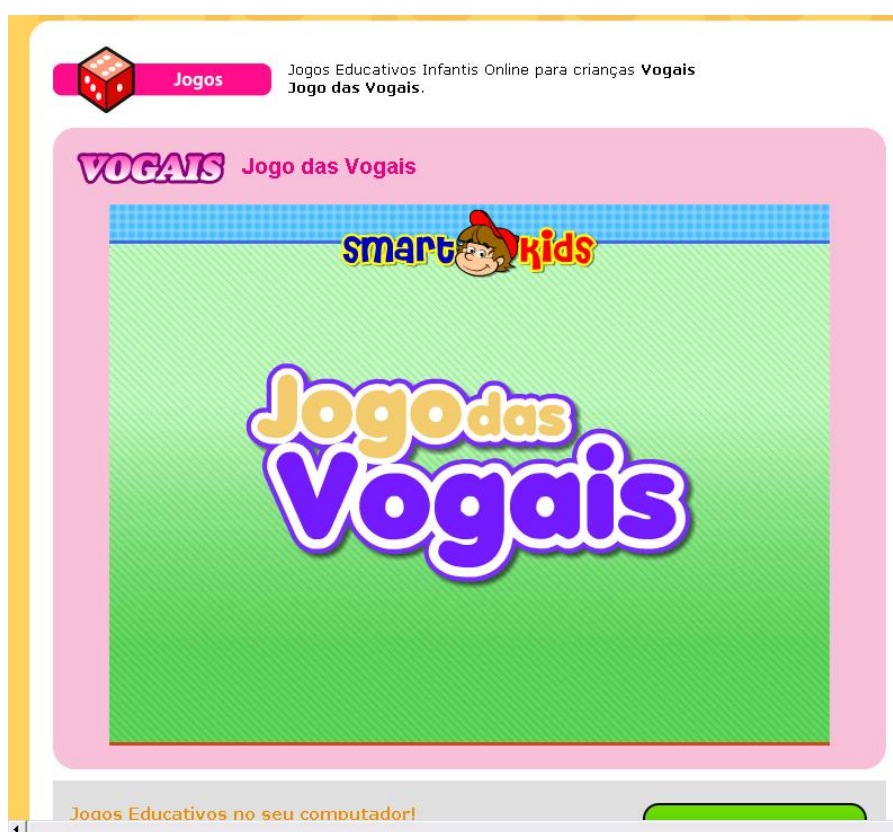 Jogos
Jogos Educativos Infantis Online para crianças Vogais
Jogo das Vogais.
VOGAIS Jogo das Vogais
smart kids
Jogo das
Vogais
Jogos Educativos no seu computador!